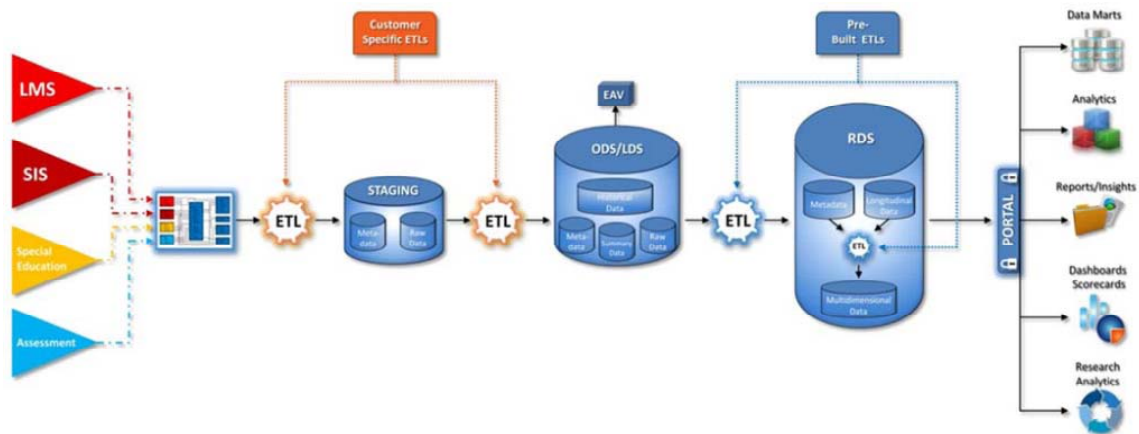 Customer
Specific ETLs
Pre-
Built ETLs
Data Marts
LMS
EAV
Analytics
ODS/LDS
RDS
SIS
STAGING
Historical
Data
Metadata
Longitudinal
Data
Reports/Insights
ETL
ETL
ETL
PORTAL
Meta-
data
Raw
Data
Meta-
data
Summary
Data
Raw
Data
ETL
Special
Education
Multidimensional
Data
Dashboards
Scorecards
Assessment
Research
Analytics